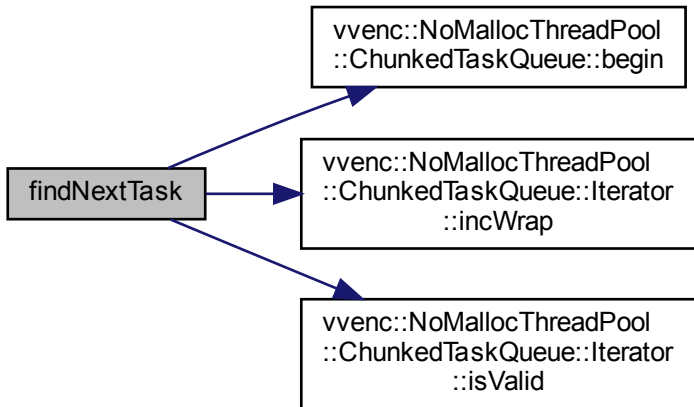 vvenc::NoMallocThreadPool
::ChunkedTaskQueue::begin
findNextTask
vvenc::NoMallocThreadPool
::ChunkedTaskQueue::Iterator
::incWrap
vvenc::NoMallocThreadPool
::ChunkedTaskQueue::Iterator
::isValid